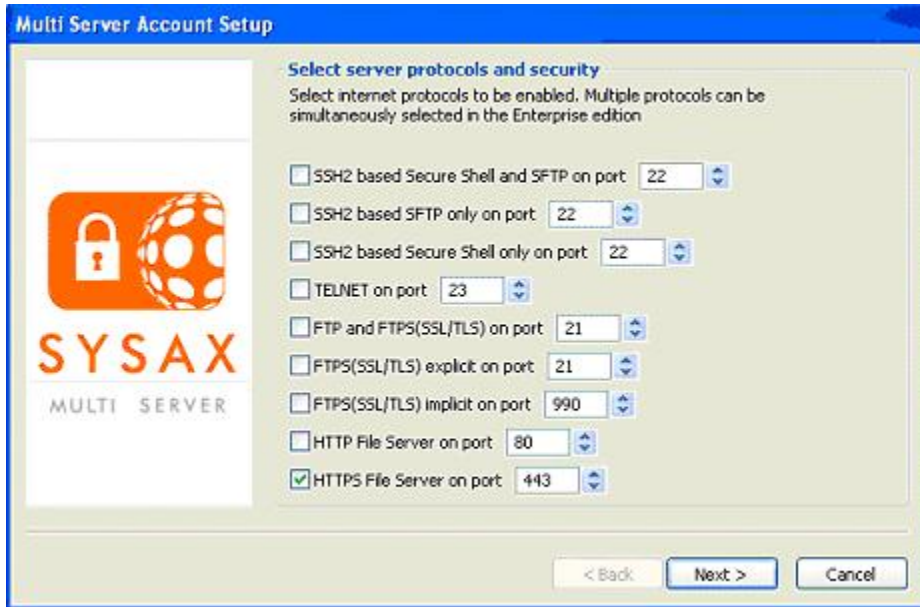 Multi Server Account Setup
Select server protocols and security
Select internet protocols to be enabled. Multiple protocols can be
simultaneously selected in the Enterprise edition
SSH2 based Secure Shell and SFTP on port 22
SSH2 based SFTP only on port 22
SSH2 based Secure Shell only on port 22
TELNET on port 23
FTP and FTPS(SSL/TLS) on port 21
FTPS(SSL/TLS) explicit on port 21
FTPS(SSL/TLS) implicit on port 990
HTTP File Server on port 80
HTTPS File Server on port 443
SYSAX
MULTI SERVER
< Back
Next >
Cancel